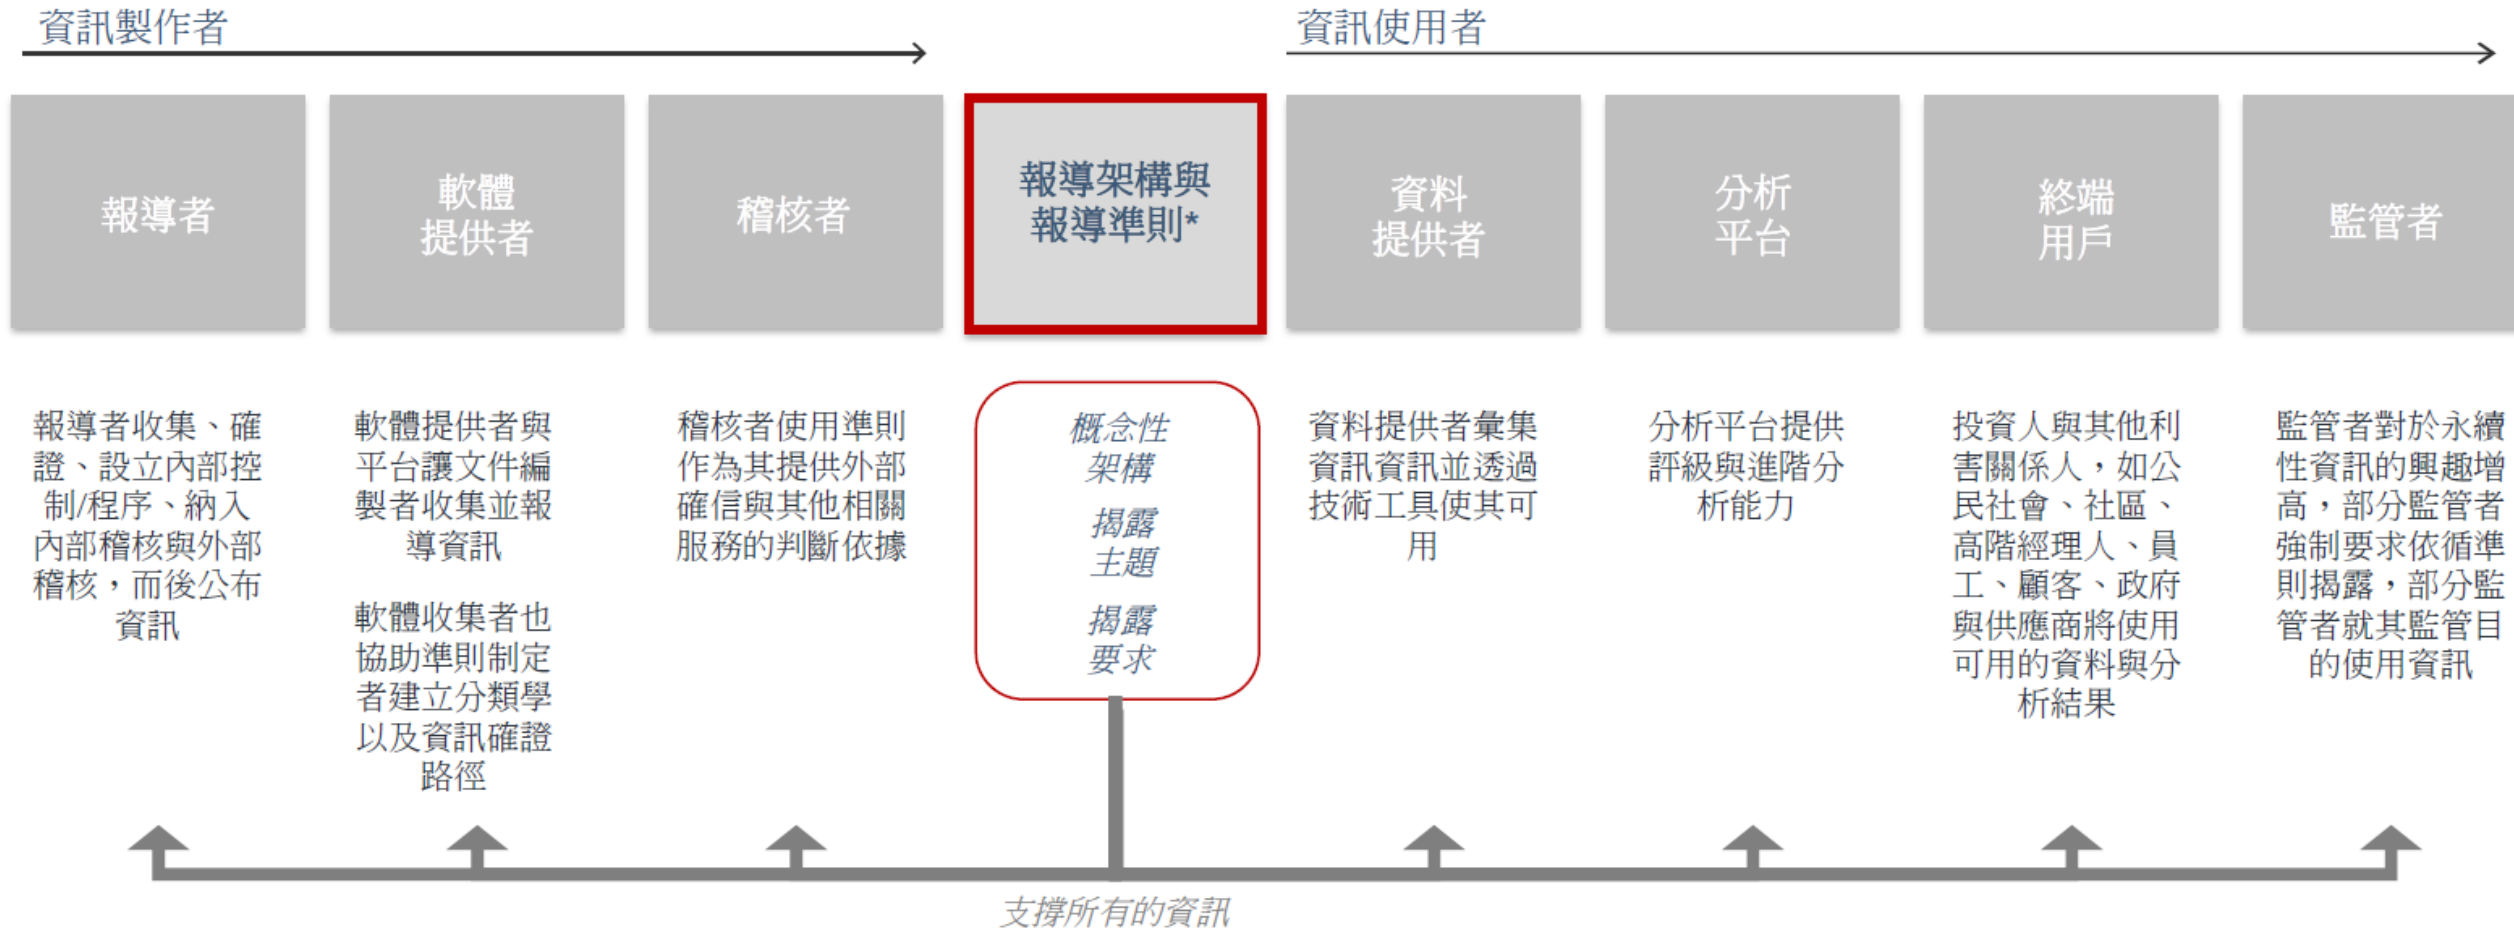 資訊製作者
資訊使用者
報導者
軟體
提供者
稽核者
報導架構與
報導準則*
資料
提供者
分析
平台
終端
用戶
監管者
報導者收集、確
證、設立內部控
制/程序、納入
內部稽核與外部
稽核，而後公布
資訊
軟體提供者與
平台讓文件編
製者收集並報
導資訊
軟體收集者也
協助準則制定
者建立分類學
以及資訊確證
路徑
稽核者使用準則
作為其提供外部
確信與其他相關
服務的判斷依據
概念性
架構
揭露
主題
揭露
要求
資料提供者彙集
資訊資訊並透過
技術工具使其可
用
分析平台提供
評級與進階分
析能力
投資人與其他利
害關係人，如公
民社會、社區、
高階經理人、員
工、顧客、政府
與供應商將使用
可用的資料與分
析結果
監管者對於永續
性資訊的興趣增
高，部分監管者
強制要求依循準
則揭露，部分監
管者就其監管目
的使用資訊
支撐所有的資訊